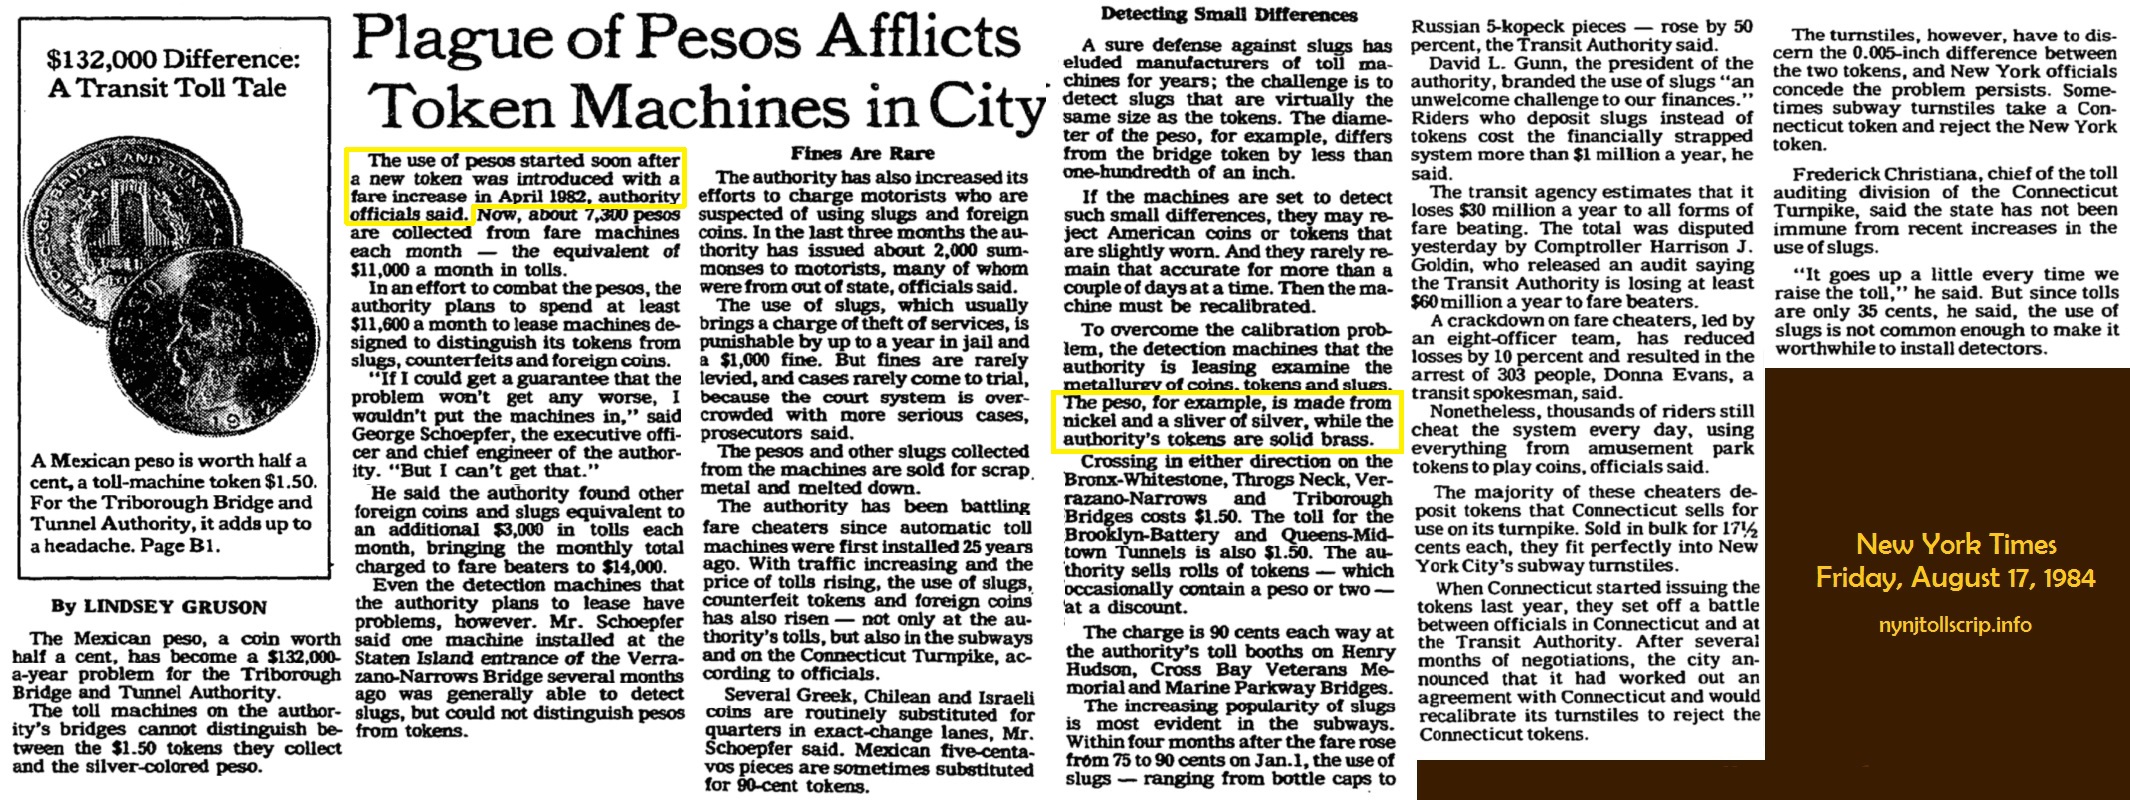 $132,000 Difference:
A Transit Toll Tale
A Mexican peso is worth half a
cent, a toll-machine token $1.50.
For the Triborough Bridge and
Tunnel Authority, it adds up to
a headache. Page B1.
Plague of Pesos Afflicts
Token Machines in City
By LINDSEY GRUSON
The Mexican peso, a coin worth
half a cent, has become a $132,000-
a-year problem for the Triborough
Bridge and Tunnel Authority.
The toll machines on the author-
ity's bridges cannot distinguish be-
tween the $1.50 tokens they collect
and the silver-colored peso.
The use of pesos started soon after
a new token was introduced with a
fare increase in April 1982, authority
officials said. Now, about 7,300 pesos
are collected from fare machines
each month — the equivalent of
$11,000 a month in tolls.
In an effort to combat the pesos, the
authority plans to spend at least
$11,600 a month to lease machines de-
signed to distinguish its tokens from
slugs, counterfeits and foreign coins.
"If I could get a guarantee that the
problem won't get any worse, I
wouldn't put the machines in," said
George Schoepfer, the executive offi-
cer and chief engineer of the author-
ity. "But I can't get that."
He said the authority found other
foreign coins and slugs equivalent to
an additional $3,000 in tolls each
month, bringing the monthly total
charged to fare beaters to $14,000.
Even the detection machines that
the authority plans to lease have
problems, however. Mr. Schoepfer
said one machine installed at the
Staten Island entrance of the Verra-
zano-Narrows Bridge several months
ago was generally able to detect
slugs, but could not distinguish pesos
from tokens.
Fines Are Rare
The authority has also increased its
efforts to charge motorists who are
suspected of using slugs and foreign
coins. In the last three months the au-
thority has issued about 2,000 sum-
monses to motorists, many of whom
were from out of state, officials said.
The use of slugs, which usually
brings a charge of theft of services, is
punishable by up to a year in jail and
a $1,000 fine. But fines are rarely
levied, and cases rarely come to trial,
because the court system is over-
crowded with more serious cases,
prosecutors said.
The pesos and other slugs collected
from the machines are sold for scrap
metal and melted down.
The authority has been battling
fare cheaters since automatic toll
machines were first installed 25 years
ago. With traffic increasing and the
price of tolls rising, the use of slugs,
counterfeit tokens and foreign coins
has also risen — not only at the au-
thority's tolls, but also in the subways
and on the Connecticut Turnpike, ac-
cording to officials.
Several Greek, Chilean and Israeli
coins are routinely substituted for
quarters in exact-change lanes, Mr.
Schoepfer said. Mexican five-centa-
vos pieces are sometimes substituted
for 90-cent tokens.
Detecting Small Differences
A sure defense against slugs has
eluded manufacturers of toll ma-
chines for years; the challenge is to
detect slugs that are virtually the
same size as the tokens. The diame-
ter of the peso, for example, differs
from the bridge token by less than
one-hundredth of an inch.
If the machines are set to detect
such small differences, they may re-
ject American coins or tokens that
are slightly worn. And they rarely re-
main that accurate for more than a
couple of days at a time. Then the ma-
chine must be recalibrated.
To overcome the calibration prob-
lem, the detection machines that the
authority is leasing examine the
metallurgy of coins, tokens and slugs.
The peso, for example, is made from
nickel and a sliver of silver, while the
authority's tokens are solid brass.
Crossing in either direction on the
Bronx-Whitestone, Throgs Neck, Ver-
razano-Narrows and Triborough
Bridges costs $1.50. The toll for the
Brooklyn-Battery and Queens-Mid-
town Tunnels is also $1.50. The au-
thority sells rolls of tokens — which
occasionally contain a peso or two —
at a discount.
The charge is 90 cents each way at
the authority's toll booths on Henry
Hudson, Cross Bay Veterans Me-
morial and Marine Parkway Bridges.
The increasing popularity of slugs
is most evident in the subways.
Within four months after the fare rose
from 75 to 90 cents on Jan.1, the use of
slugs — ranging from bottle caps to
Russian 5-kopeck pieces — rose by 50
percent, the Transit Authority said.
David L. Gunn, the president of the
authority, branded the use of slugs "an
unwelcome challenge to our finances."
Riders who deposit slugs instead of
tokens cost the financially strapped
system more than $1 million a year, he
said.
The transit agency estimates that it
loses $30 million a year to all forms of
fare beating. The total was disputed
yesterday by Comptroller Harrison J.
Goldin, who released an audit saying
the Transit Authority is losing at least
$60 million a year to fare beaters.
A crackdown on fare cheaters, led by
an eight-officer team, has reduced
losses by 10 percent and resulted in the
arrest of 303 people, Donna Evans, a
transit spokesman, said.
Nonetheless, thousands of riders still
cheat the system every day, using
everything from amusement park
tokens to play coins, officials said.
The majority of these cheaters de-
posit tokens that Connecticut sells for
use on its turnpike. Sold in bulk for 17½
cents each, they fit perfectly into New
York City's subway turnstiles.
When Connecticut started issuing the
tokens last year, they set off a battle
between officials in Connecticut and at
the Transit Authority. After several
months of negotiations, the city an-
nounced that it had worked out an
agreement with Connecticut and would
recalibrate its turnstiles to reject the
Connecticut tokens.
The turnstiles, however, have to dis-
cern the 0.005-inch difference between
the two tokens, and New York officials
concede the problem persists. Some-
times subway turnstiles take a Con-
necticut token and reject the New York
token.
Frederick Christiana, chief of the toll
auditing division of the Connecticut
Turnpike, said the state has not been
immune from recent increases in the
use of slugs.
"It goes up a little every time we
raise the toll," he said. But since tolls
are only 35 cents, he said, the use of
slugs is not common enough to make it
worthwhile to install detectors.
New York Times
Friday, August 17, 1984
nynjtollscrip.info